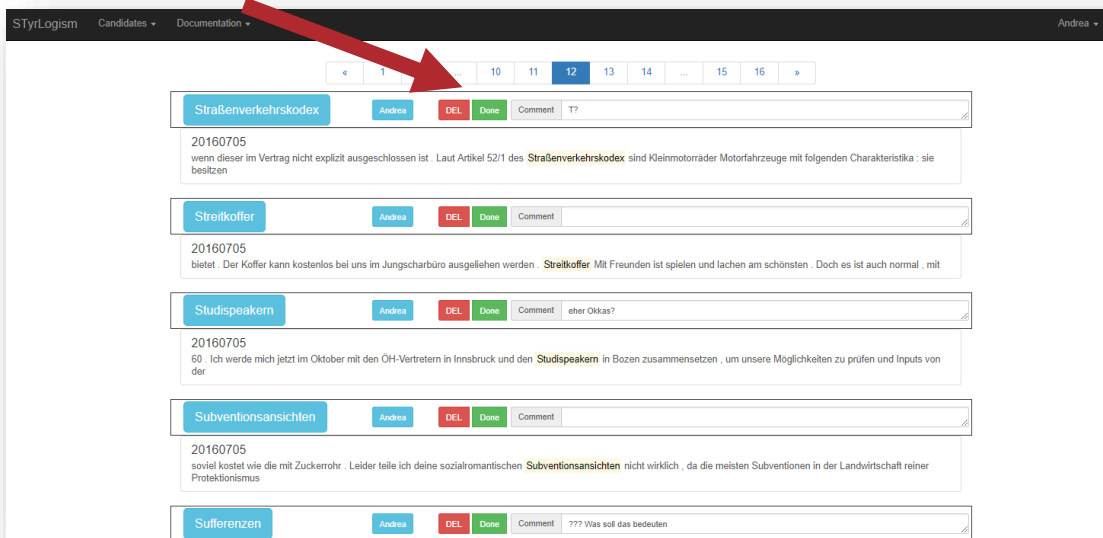 STyrLogism Candidates Documentation Andrea
« 1 ... 10 11 12 13 14 ... 15 16 »
Straßenverkehrskodex Andrea DEL Done Comment T?
20160705
wenn dieser im Vertrag nicht explizit ausgeschlossen ist . Laut Artikel 52/1 des Straßenverkehrskodex sind Kleinmotorräder Motorfahrzeuge mit folgenden Charakteristika : sie
besitzen
Streitkoffer Andrea DEL Done Comment
20160705
bietet . Der Koffer kann kostenlos bei uns im Jungscharbüro ausgeliehen werden . Streitkoffer Mit Freunden ist spielen und lachen am schönsten . Doch es ist auch normal , mit
Studispeakern Andrea DEL Done Comment eher Okkas?
20160705
60 . Ich werde mich jetzt im Oktober mit den ÖH-Vertretern in Innsbruck und den Studispeakern in Bozen zusammensetzen , um unsere Möglichkeiten zu prüfen und Inputs von
der
Subventionsansichten Andrea DEL Done Comment
20160705
soviel kostet wie die mit Zuckerrohr . Leider teile ich deine sozialromantischen Subventionsansichten nicht wirklich , da die meisten Subventionen in der Landwirtschaft reiner
Protektionismus
Sufferenzen Andrea DEL Done Comment ??? Was soll das bedeuten